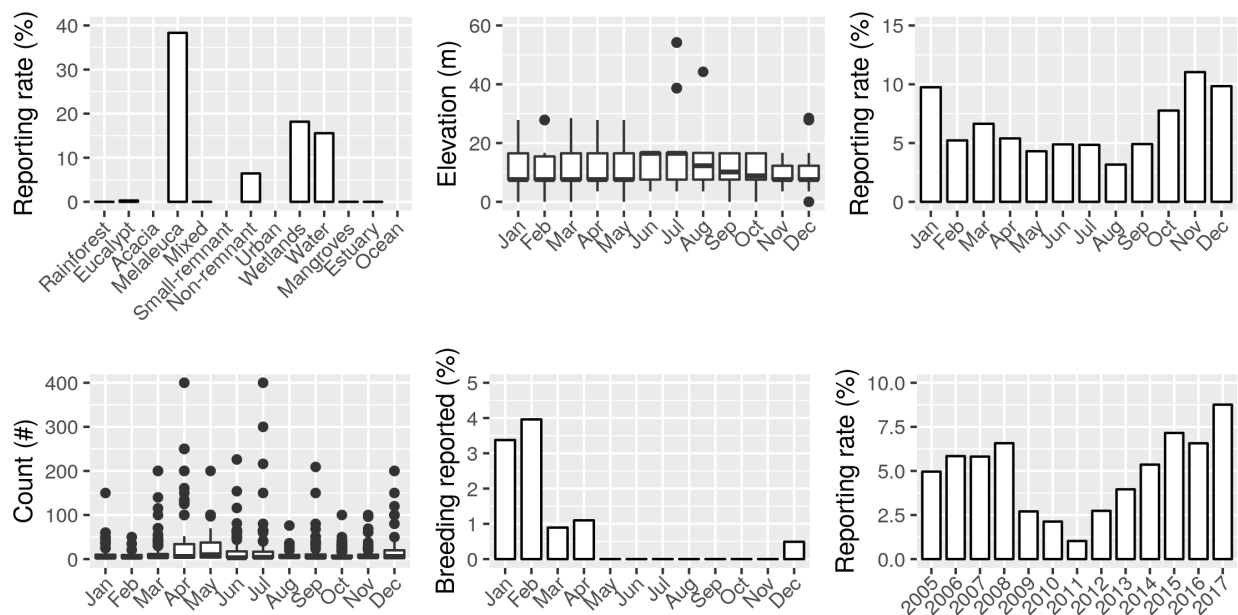 Reporting rate (%)
40
30
20
10
0
Rainforest
Eucalypt
Acacia
Melaleuca
Mixed
Small-remnant
Non-remnant
Urban
Wetlands
Water
Mangroves
Estuary
Ocean
Elevation (m)
60
40
20
0
Jan
Feb
Mar
Apr
May
Jun
Jul
Aug
Sep
Oct
Nov
Dec
Reporting rate (%)
15
10
5
0
Jan
Feb
Mar
Apr
May
Jun
Jul
Aug
Sep
Oct
Nov
Dec
Count (#)
400
300
200
100
0
Jan
Feb
Mar
Apr
May
Jun
Jul
Aug
Sep
Oct
Nov
Dec
Breeding reported (%)
5
4
3
2
1
0
Jan
Feb
Mar
Apr
May
Jun
Jul
Aug
Sep
Oct
Nov
Dec
Reporting rate (%)
10.0
7.5
5.0
2.5
0.0
2005
2006
2007
2008
2009
2010
2011
2012
2013
2014
2015
2016
2017